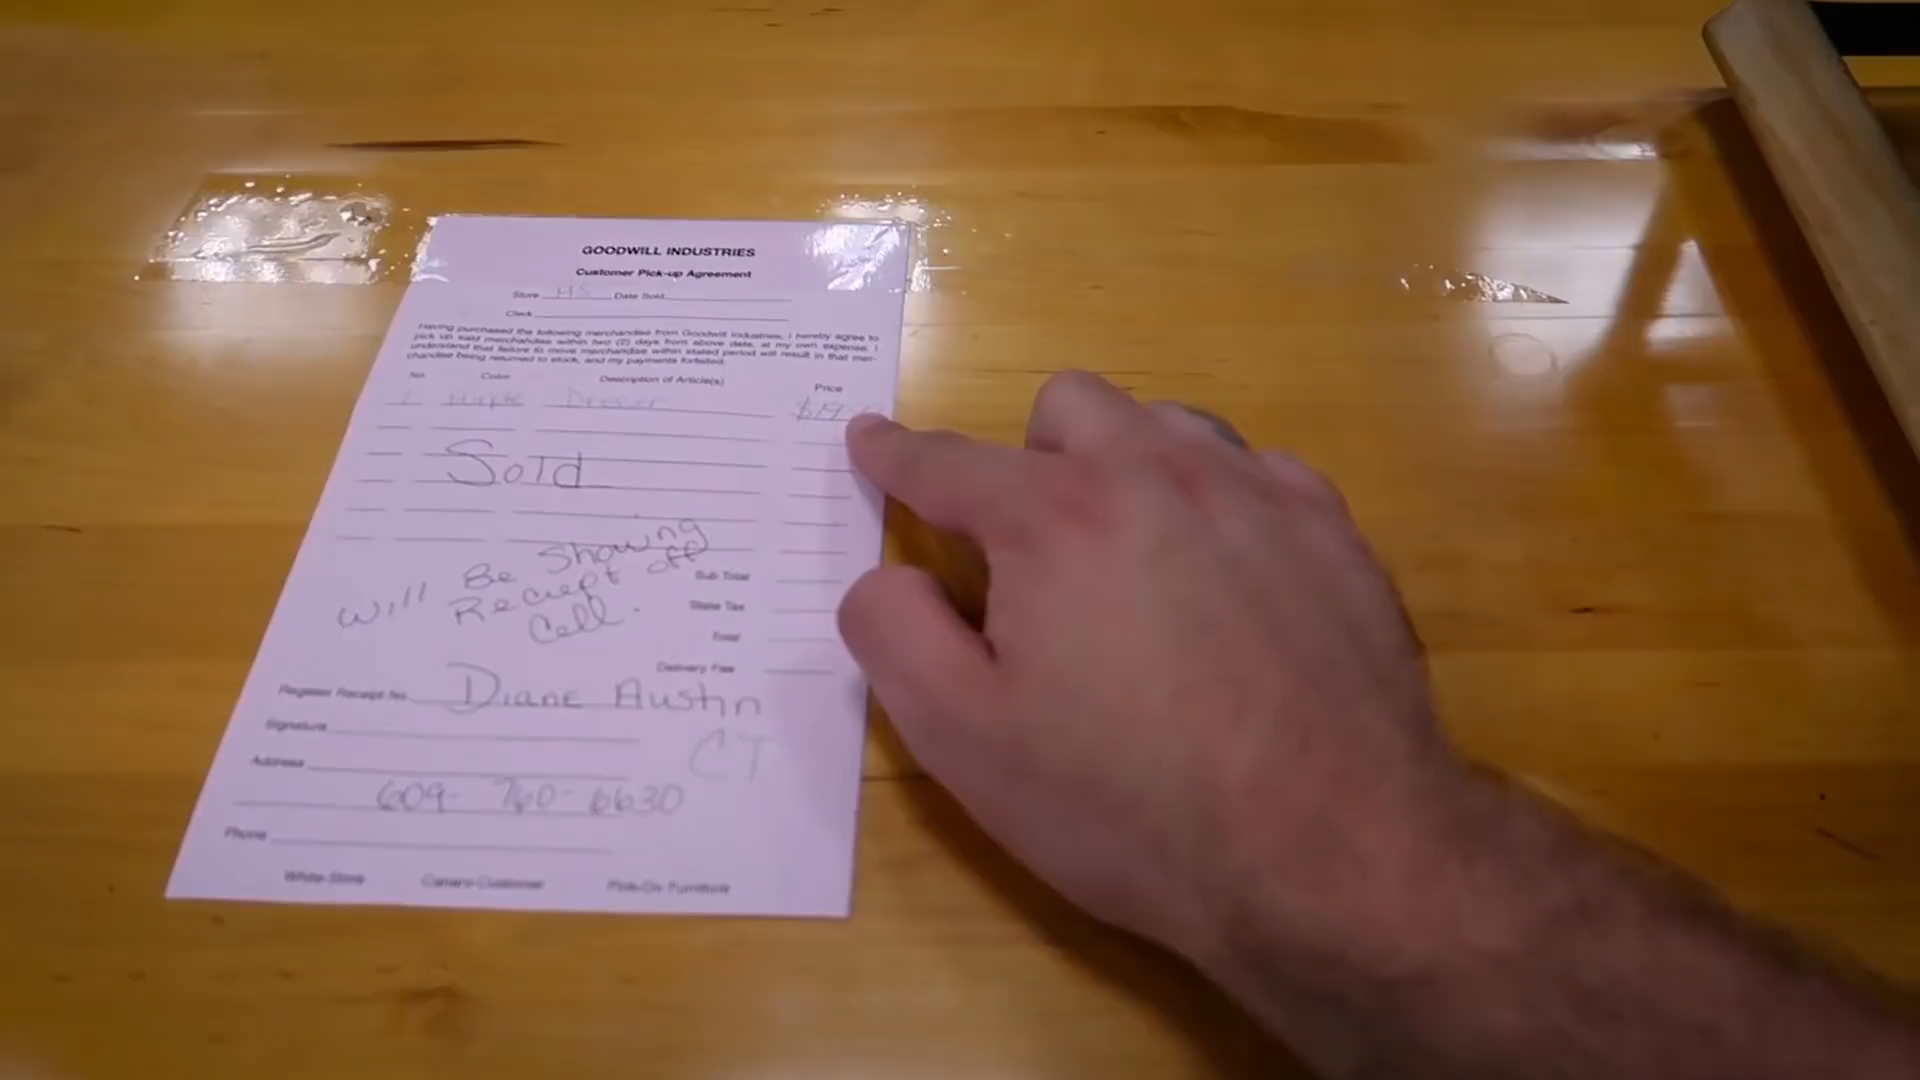 GOODWILL INDUSTRIES
Customer Pick-up Agreement
Store HS Date Sold
Clerk
Having purchased the following merchandise from Goodwill Industries, I hereby agree to
pick up said merchandise within two (2) days from above date, at my own expense. I
understand that failure to move merchandise within stated period will result in that mer-
chandise being returned to stock, and my payments forfeited.
No. Color Description of Article(s) Price
1 Maple Dresser
Sold
Will Be Showing
Reciept off
Cell.
Sub Total
State Tax
Total
Delivery Fee
Register Receipt No. Diane Austin
Signature
CT
Address
609-760-6630
Phone
White-Store Canary-Customer Pink-Div Furniture